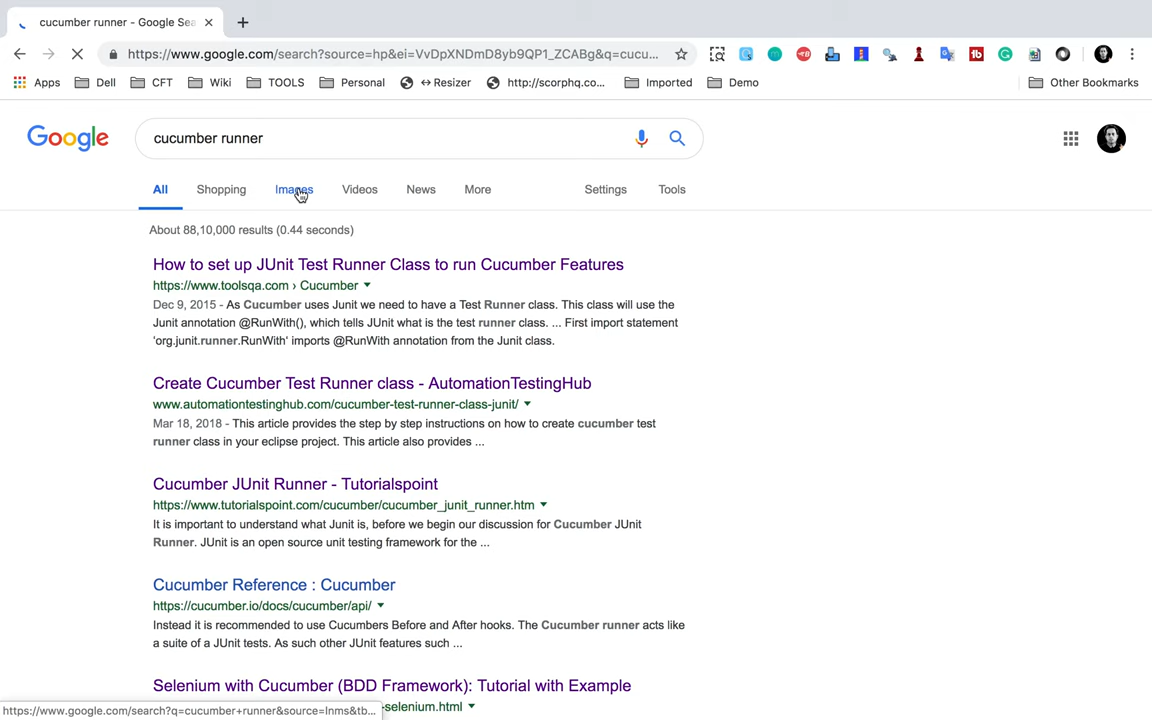 cucumber runner - Google Sea
https://www.google.com/search?source=hp&ei=VvDpXNDmD8yb9QP1_ZCABg&q=cucu...
Apps Dell CFT Wiki TOOLS Personal ↔Resizer http://scorphq.co... Imported Demo Other Bookmarks
Google cucumber runner
All Shopping Images Videos News More Settings Tools
About 88,10,000 results (0.44 seconds)
How to set up JUnit Test Runner Class to run Cucumber Features
https://www.toolsqa.com › Cucumber
Dec 9, 2015 - As Cucumber uses Junit we need to have a Test Runner class. This class will use the
Junit annotation @RunWith(), which tells JUnit what is the test runner class. ... First import statement
'org.junit.runner.RunWith' imports @RunWith annotation from the Junit class.
Create Cucumber Test Runner class - AutomationTestingHub
www.automationtestinghub.com/cucumber-test-runner-class-junit/
Mar 18, 2018 - This article provides the step by step instructions on how to create cucumber test
runner class in your eclipse project. This article also provides ...
Cucumber JUnit Runner - Tutorialspoint
https://www.tutorialspoint.com/cucumber/cucumber_junit_runner.htm
It is important to understand what Junit is, before we begin our discussion for Cucumber JUnit
Runner. JUnit is an open source unit testing framework for the ...
Cucumber Reference : Cucumber
https://cucumber.io/docs/cucumber/api/
Instead it is recommended to use Cucumbers Before and After hooks. The Cucumber runner acts like
a suite of a JUnit tests. As such other JUnit features such ...
Selenium with Cucumber (BDD Framework): Tutorial with Example
-selenium.html
https://www.google.com/search?q=cucumber+runner&source=lnms&tb...